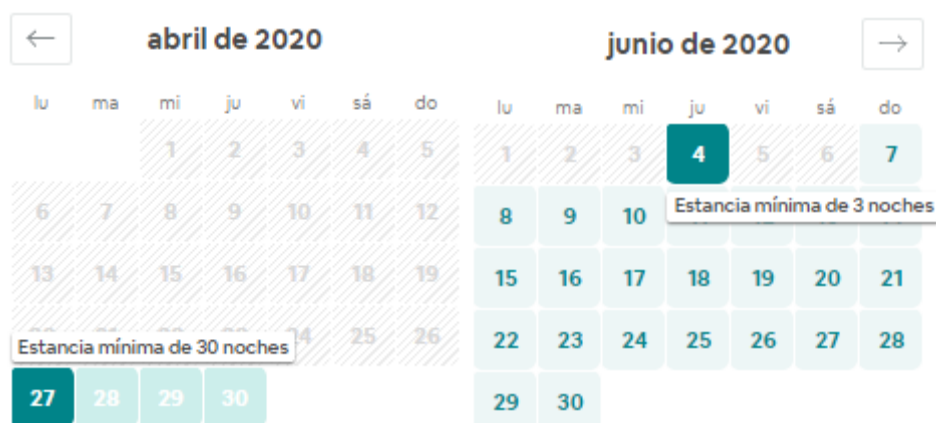 abril de 2020
lu ma mi ju vi sá do
1 2 3 4 5
6 7 8 9 10 11 12
13 14 15 16 17 18 19
24 25 26
Estancia mínima de 30 noches
27 28 29 30
junio de 2020
lu ma mi ju vi sá do
1 2 3 4 5 6 7
Estancia mínima de 3 noches
8 9 10
15 16 17 18 19 20 21
22 23 24 25 26 27 28
29 30